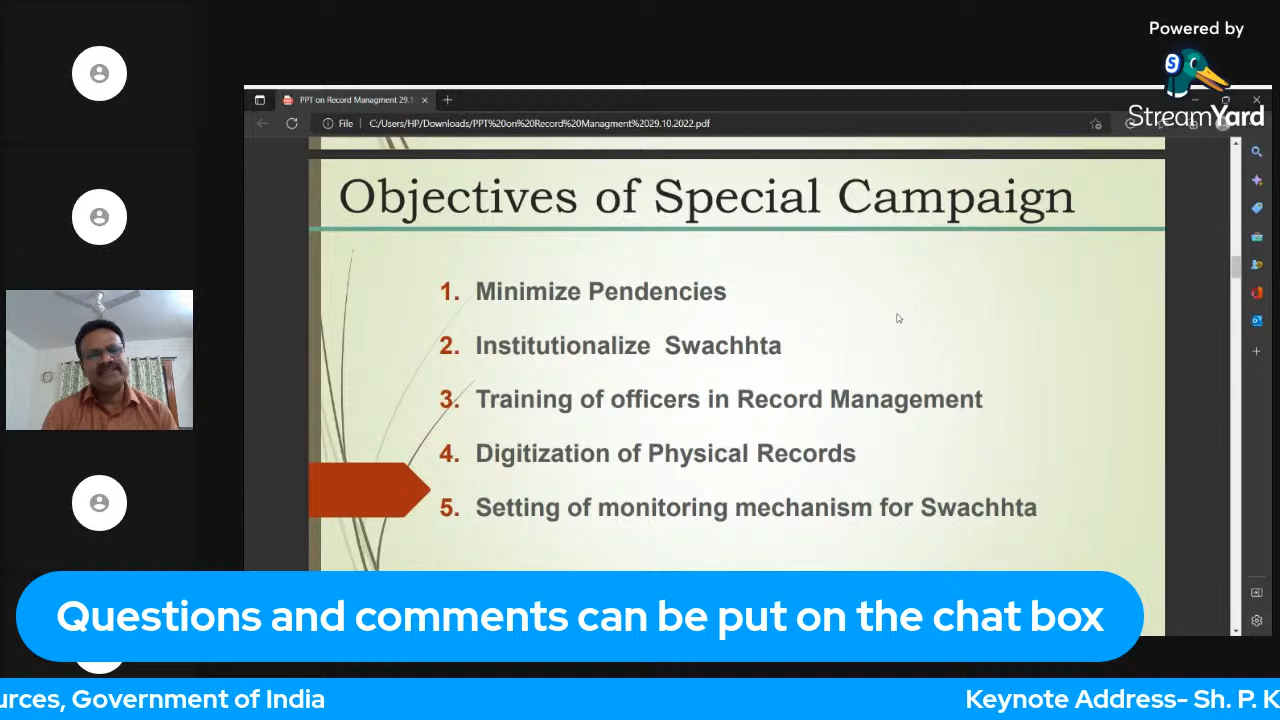 Powered by
StreamYard
PPT on Record Managment 29.1
File
C:/Users/HP/Downloads/PPT%20on%20Record%20Managment%2029.10.2022.pdf
Objectives of Special Campaign
1. Minimize Pendencies
2. Institutionalize Swachhta
3. Training of officers in Record Management
4. Digitization of Physical Records
5. Setting of monitoring mechanism for Swachhta
Questions and comments can be put on the chat box
urces, Government of India
Keynote Address- Sh. P. K